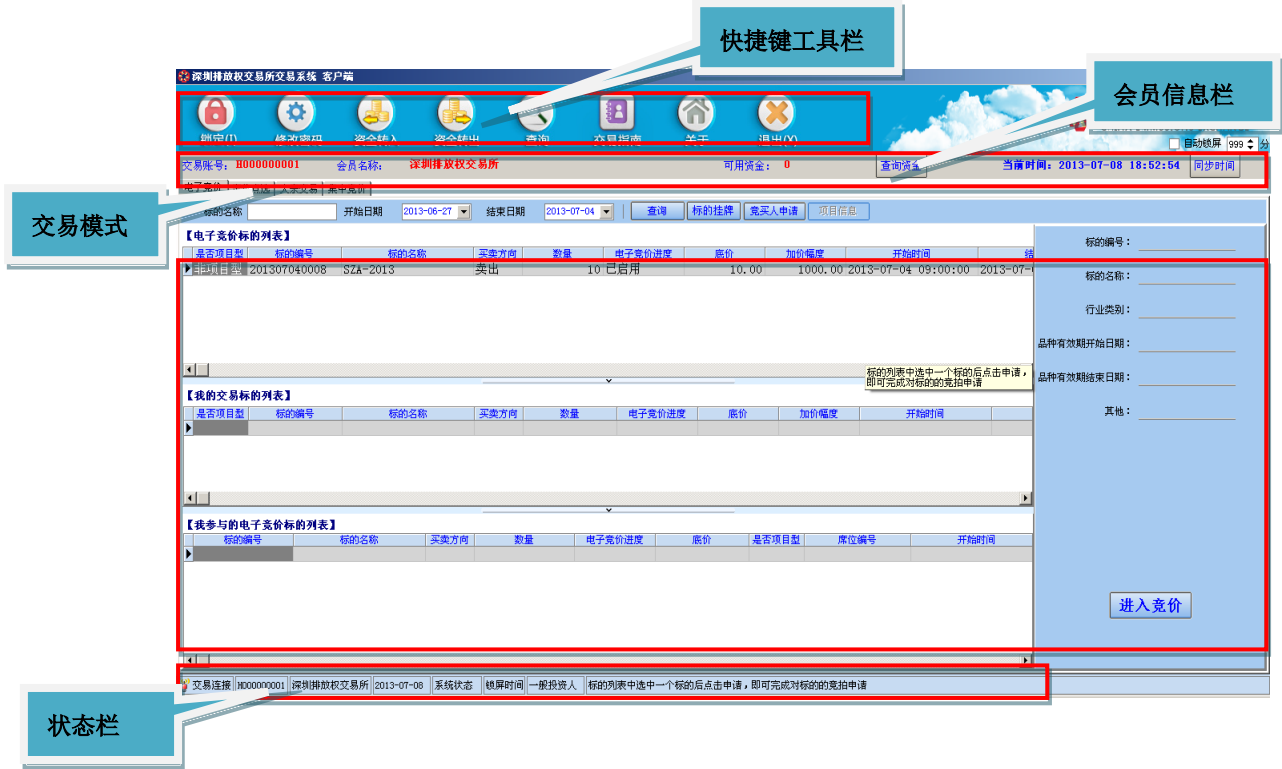 快捷键工具栏
深圳排放权交易所交易系统 客户端
会员信息栏
锁定(L) 修改密码 资金转入 资金转出 查询 交易指南 关于 退出(X)
自动锁屏 999 分
交易账号: H000000001 会员名称: 深圳排放权交易所 可用资金: 0 查询资金 当前时间: 2013-07-08 18:52:54 同步时间
电子竞价 大宗交易
交易模式
标的名称 开始日期 2013-06-27 结束日期 2013-07-04 查询 标的挂牌 竞买人申请 项目信息
【电子竞价标的列表】
是否项目型 标的编号 标的名称 买卖方向 数量 电子竞价进度 底价 加价幅度 开始时间 结
非项目型 201307040008 SZA-2013 卖出 10 已启用 10.00 1000.00 2013-07-04 09:00:00 2013-07-
标的编号:
标的名称:
行业类别:
品种有效期开始日期:
品种有效期结束日期:
其他:
标的列表中选中一个标的后点击申请,
即可完成对标的的竞拍申请
【我的交易标的列表】
是否项目型 标的编号 标的名称 买卖方向 数量 电子竞价进度 底价 加价幅度 开始时间
【我参与的电子竞价标的列表】
标的编号 标的名称 买卖方向 数量 电子竞价进度 底价 是否项目型 席位编号 开始时间
进入竞价
交易连接 H000000001 深圳排放权交易所 2013-07-08 系统状态 锁屏时间 一般投资人 标的列表中选中一个标的后点击申请,即可完成对标的的竞拍申请
状态栏